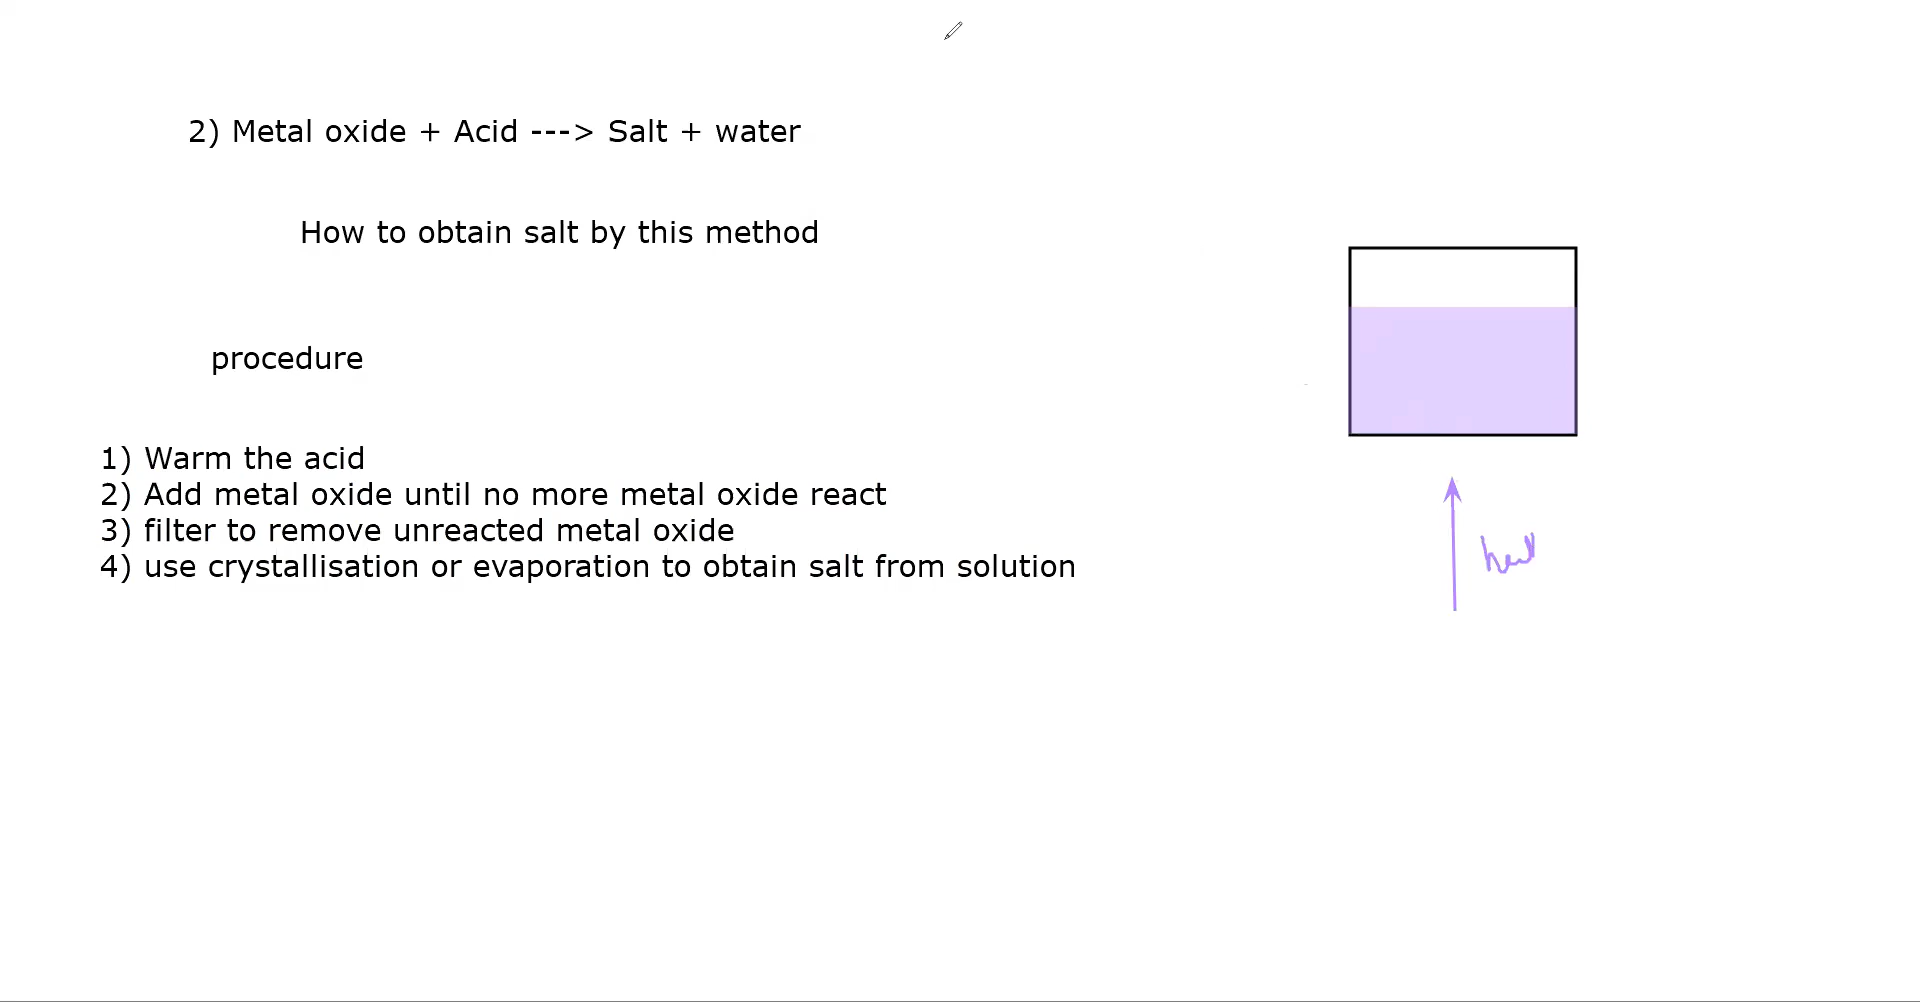 2) Metal oxide + Acid ---> Salt + water
How to obtain salt by this method
procedure
1) Warm the acid
2) Add metal oxide until no more metal oxide react
3) filter to remove unreacted metal oxide
4) use crystallisation or evaporation to obtain salt from solution
heat